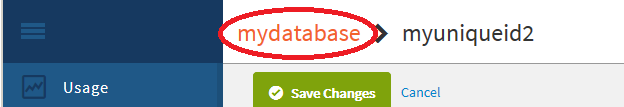 mydatabase > myuniqueid2
Usage
Save Changes Cancel